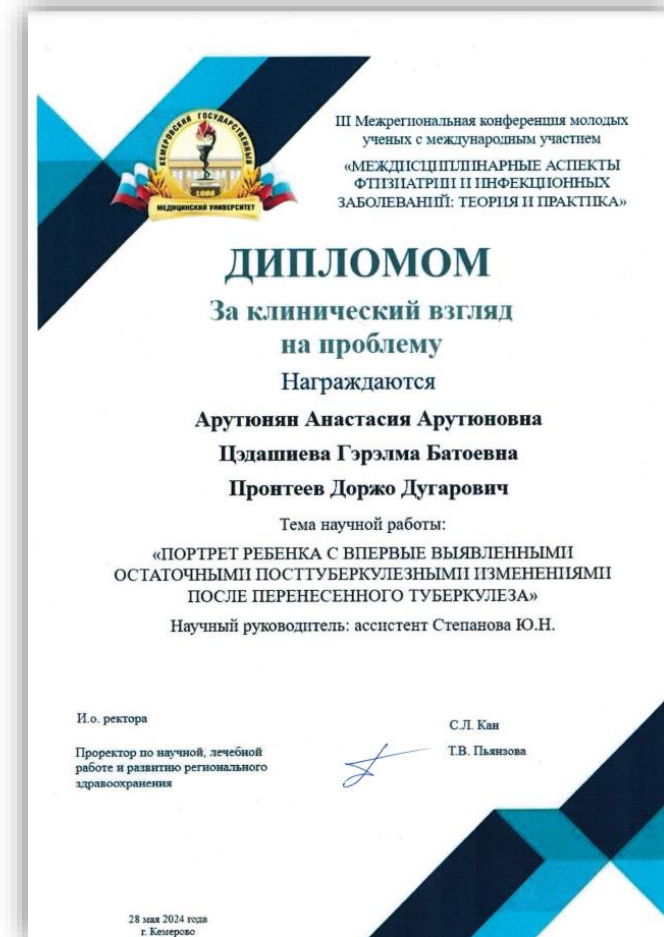 КЕМЕРОВСКИЙ ГОСУДАРСТВЕННЫЙ
1955
МЕДИЦИНСКИЙ УНИВЕРСИТЕТ
III Межрегиональная конференция молодых
ученых с международным участием
«МЕЖДИСЦИПЛИНАРНЫЕ АСПЕКТЫ
ФТИЗИАТРИИ И ИНФЕКЦИОННЫХ
ЗАБОЛЕВАНИЙ: ТЕОРИЯ И ПРАКТИКА»
ДИПЛОМОМ
За клинический взгляд
на проблему
Награждаются
Арутюнян Анастасия Арутюновна
Цэдашиева Гэрэлма Батоевна
Пронтеев Доржо Дугарович
Тема научной работы:
«ПОРТРЕТ РЕБЕНКА С ВПЕРВЫЕ ВЫЯВЛЕННЫМИ
ОСТАТОЧНЫМИ ПОСТТУБЕРКУЛЕЗНЫМИ ИЗМЕНЕНИЯМИ
ПОСЛЕ ПЕРЕНЕСЕННОГО ТУБЕРКУЛЕЗА»
Научный руководитель: ассистент Степанова Ю.Н.
И.о. ректора
С.Л. Кан
Проректор по научной, лечебной
работе и развитию регионального
здравоохранения
Т.В. Пьянзова
28 мая 2024 года
г. Кемерово